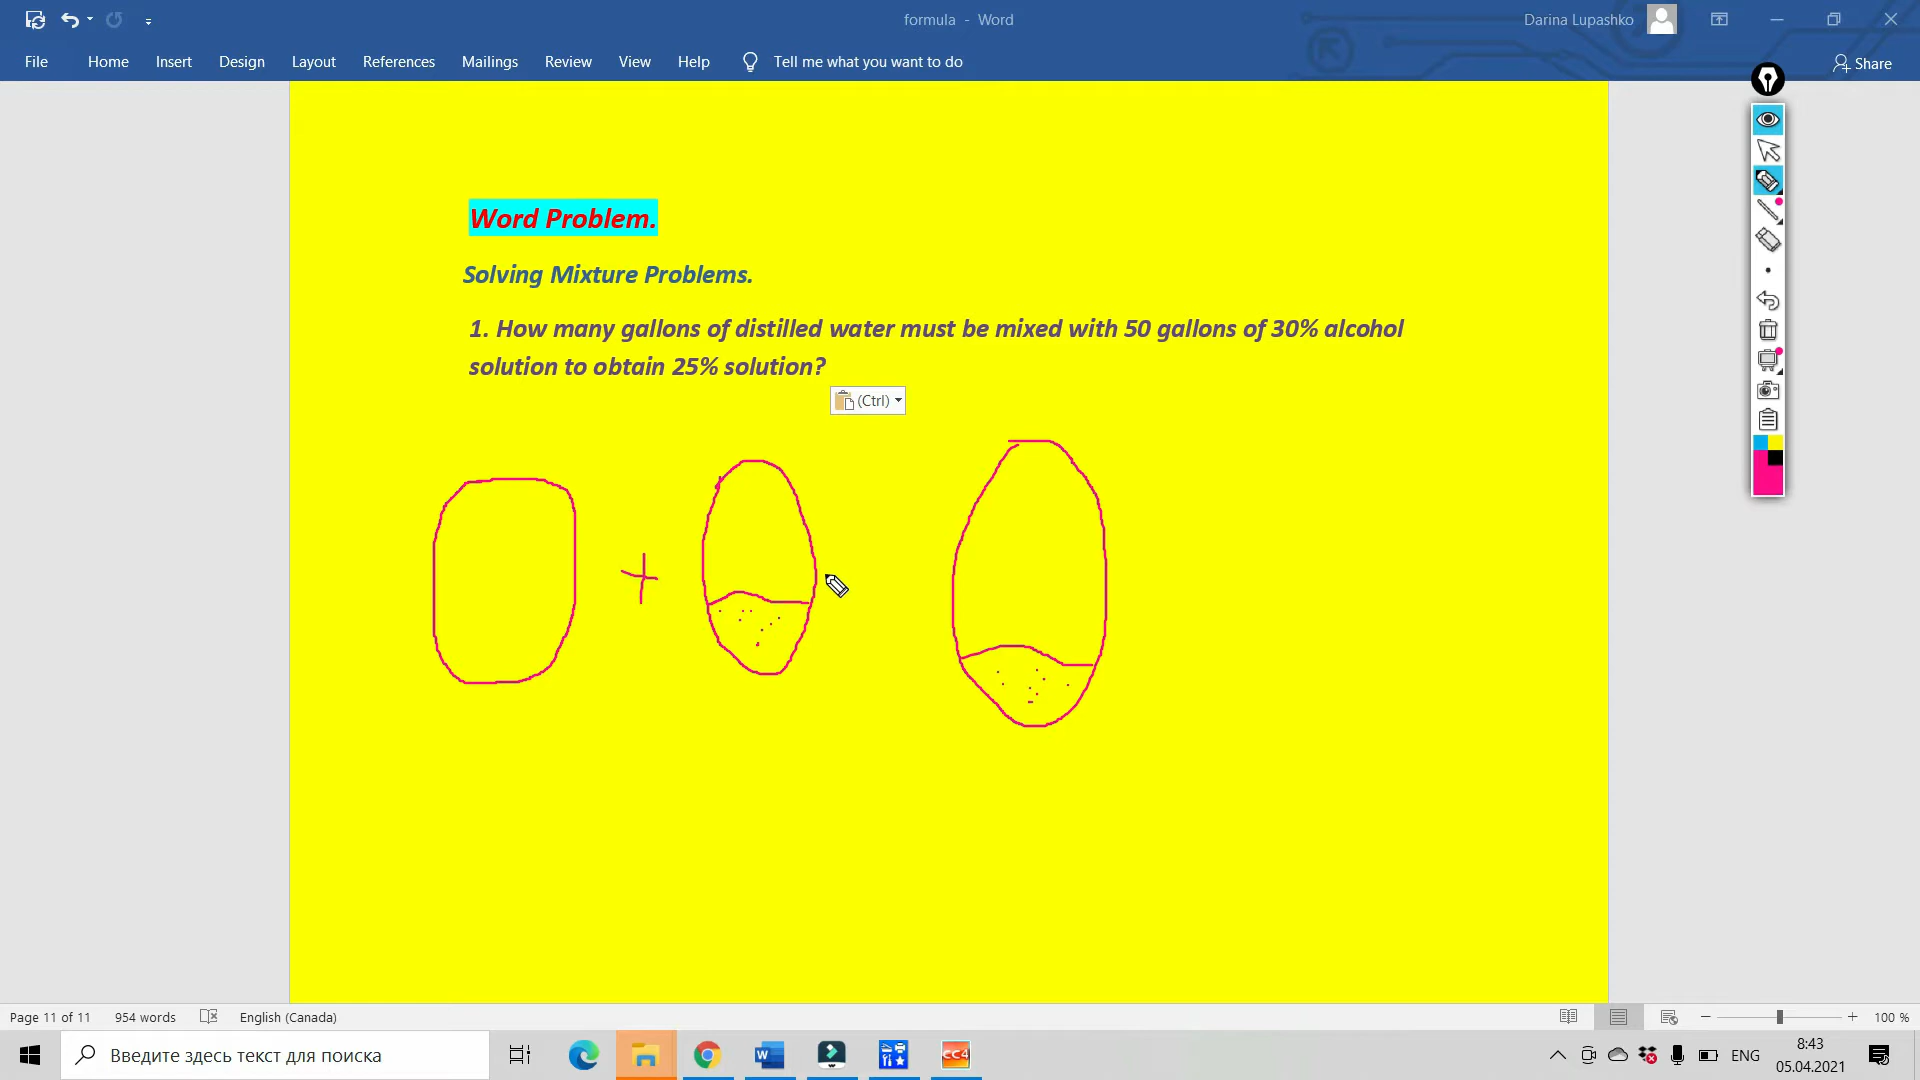 formula - Word
Darina Lupashko
File Home Insert Design Layout References Mailings Review View Help Tell me what you want to do
Share
Word Problem.
Solving Mixture Problems.
1. How many gallons of distilled water must be mixed with 50 gallons of 30% alcohol
solution to obtain 25% solution?
(Ctrl)
+
Page 11 of 11 954 words English (Canada)
100 %
Введите здесь текст для поиска
W
CC4
ENG
8:43
05.04.2021